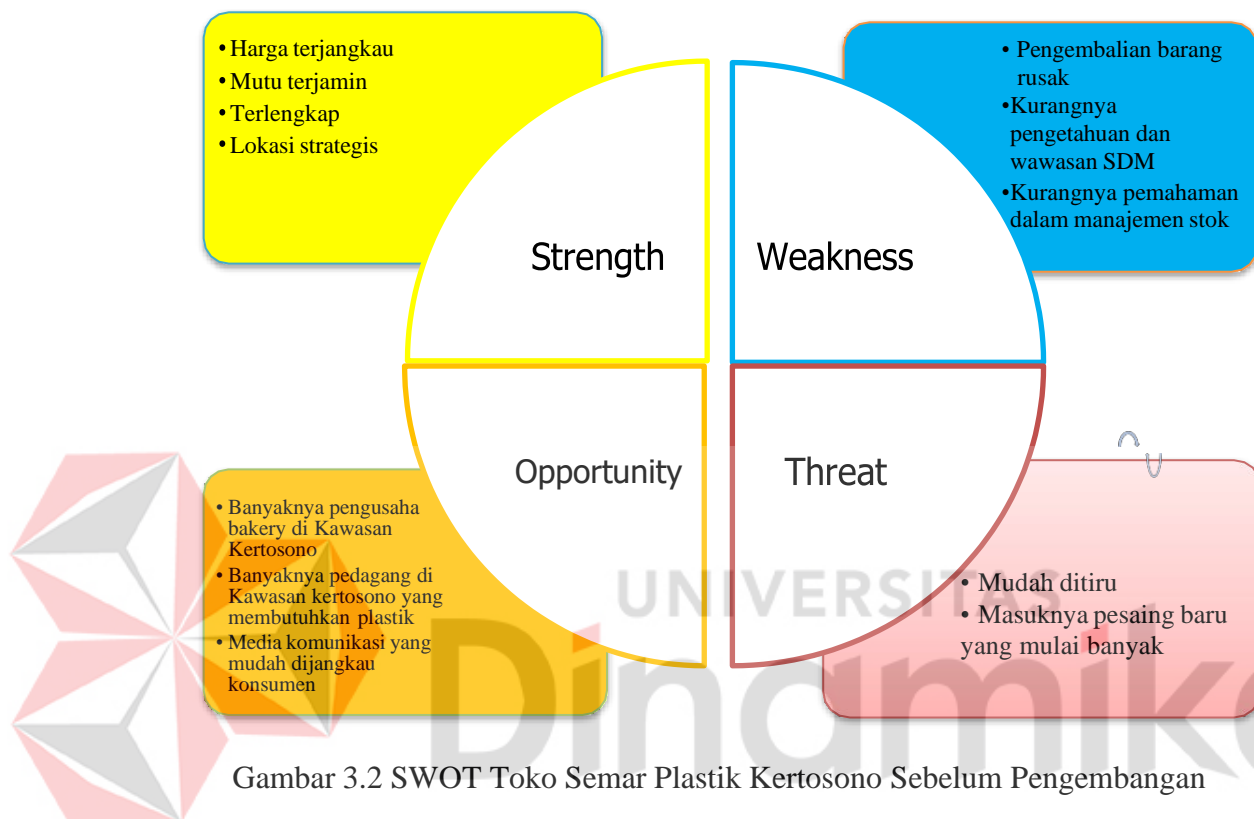 • Harga terjangkau
• Mutu terjamin
• Terlengkap
• Lokasi strategis
• Pengembalian barang
rusak
•Kurangnya
pengetahuan dan
wawasan SDM
•Kurangnya pemahaman
dalam manajemen stok
Strength
Weakness
Opportunity
Threat
• Banyaknya pengusaha
bakery di Kawasan
Kertosono
• Banyaknya pedagang di
Kawasan kertosono yang
membutuhkan plastik
• Media komunikasi yang
mudah dijangkau
konsumen
• Mudah ditiru
• Masuknya pesaing baru
yang mulai banyak
UNIVERSITAS
Dinamika
Gambar 3.2 SWOT Toko Semar Plastik Kertosono Sebelum Pengembangan